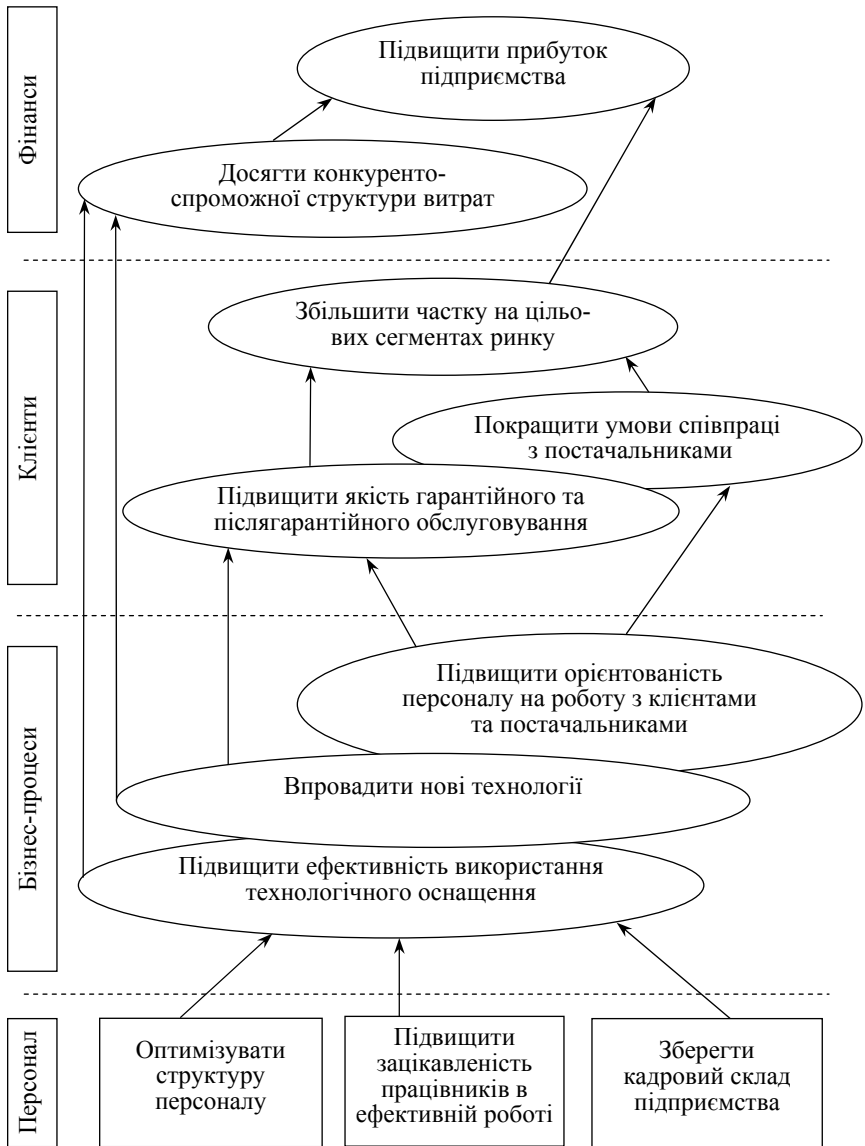 Фінанси
Підвищити прибуток
підприємства
Досягти конкуренто-
спроможної структури витрат
Клієнти
Збільшити частку на цільо-
вих сегментах ринку
Покращити умови співпраці
з постачальниками
Підвищити якість гарантійного та
післягарантійного обслуговування
Бізнес-процеси
Підвищити орієнтованість
персоналу на роботу з клієнтами
та постачальниками
Впровадити нові технології
Підвищити ефективність використання
технологічного оснащення
Персонал
Оптимізувати
структуру
персоналу
Підвищити
зацікавленість
працівників в
ефективній роботі
Зберегти
кадровий склад
підприємства